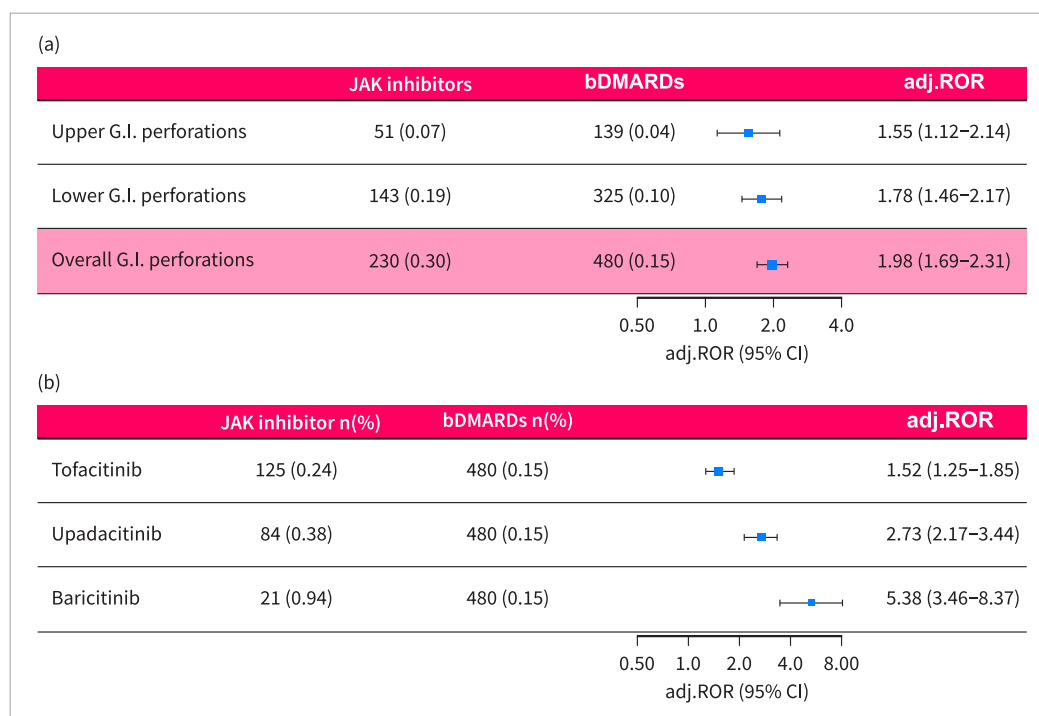 (a)
JAK inhibitors bDMARDs adj.ROR
Upper G.I. perforations 51 (0.07) 139 (0.04) 1.55 (1.12−2.14)
Lower G.I. perforations 143 (0.19) 325 (0.10) 1.78 (1.46−2.17)
Overall G.I. perforations 230 (0.30) 480 (0.15) 1.98 (1.69−2.31)
0.50 1.0 2.0 4.0
adj.ROR (95% CI)
(b)
JAK inhibitor n(%) bDMARDs n(%) adj.ROR
Tofacitinib 125 (0.24) 480 (0.15) 1.52 (1.25−1.85)
Upadacitinib 84 (0.38) 480 (0.15) 2.73 (2.17−3.44)
Baricitinib 21 (0.94) 480 (0.15) 5.38 (3.46−8.37)
0.50 1.0 2.0 4.0 8.00
adj.ROR (95% CI)